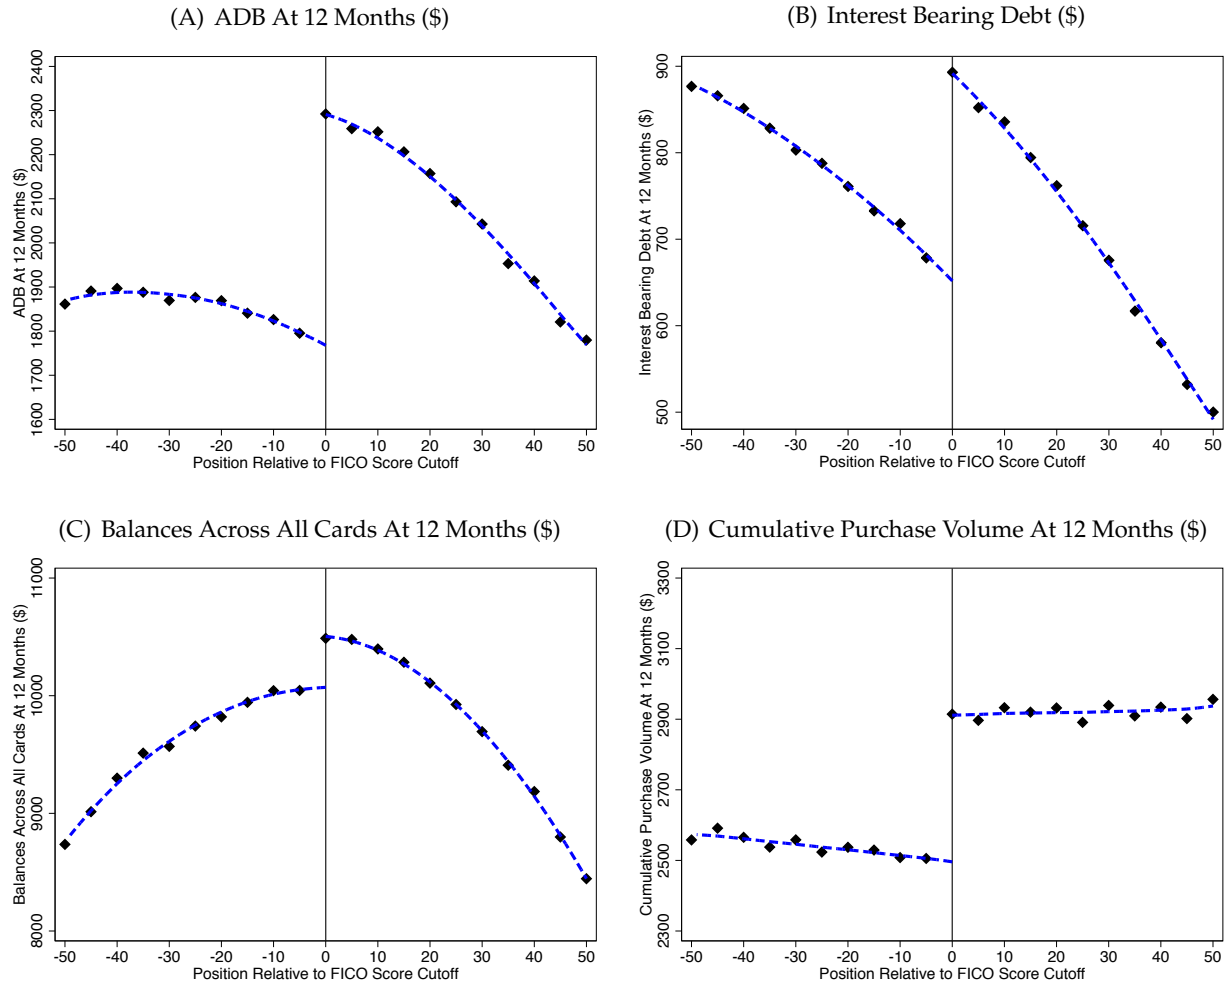 (A) ADB At 12 Months ($)
ADB At 12 Months ($)
2400
2300
2200
2100
2000
1900
1800
1700
1600
-50 -40 -30 -20 -10 0 10 20 30 40 50
Position Relative to FICO Score Cutoff
(B) Interest Bearing Debt ($)
Interest Bearing Debt At 12 Months ($)
900
800
700
600
500
-50 -40 -30 -20 -10 0 10 20 30 40 50
Position Relative to FICO Score Cutoff
(C) Balances Across All Cards At 12 Months ($)
Balances Across All Cards At 12 Months ($)
11000
10000
9000
8000
-50 -40 -30 -20 -10 0 10 20 30 40 50
Position Relative to FICO Score Cutoff
(D) Cumulative Purchase Volume At 12 Months ($)
Cumulative Purchase Volume At 12 Months ($)
3300
3100
2900
2700
2500
2300
-50 -40 -30 -20 -10 0 10 20 30 40 50
Position Relative to FICO Score Cutoff